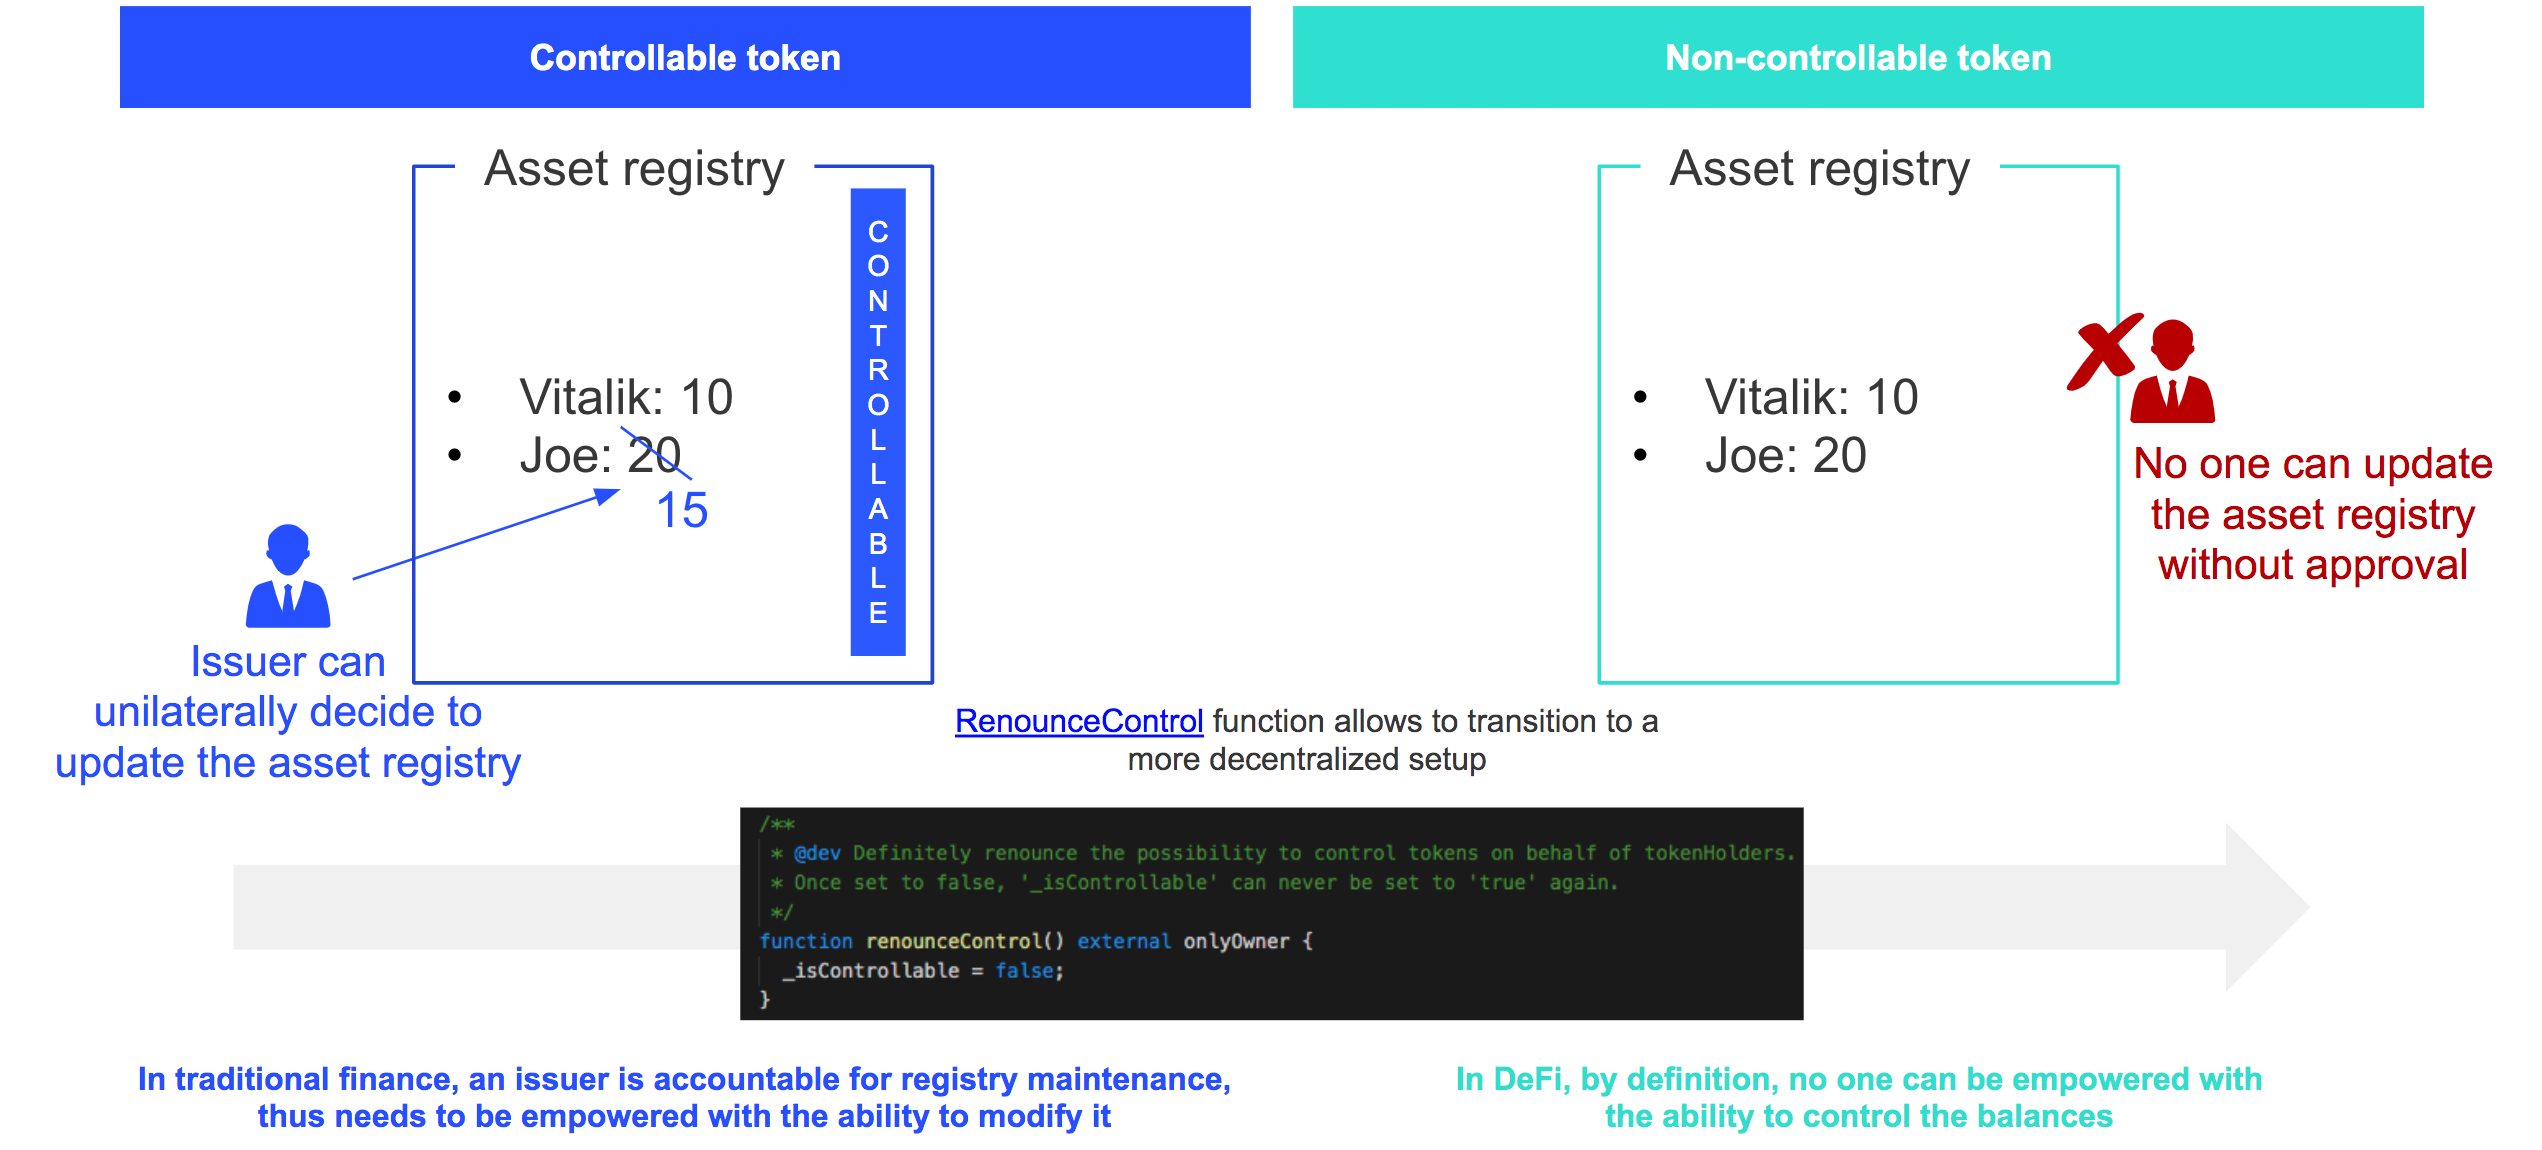 Controllable token
Non-controllable token
Asset registry
• Vitalik: 10
• Joe: 20
15
CONTROLLABLE
Issuer can
unilaterally decide to
update the asset registry
Asset registry
• Vitalik: 10
• Joe: 20
No one can update
the asset registry
without approval
RenounceControl function allows to transition to a
more decentralized setup
/**
* @dev Definitely renounce the possibility to control tokens on behalf of tokenHolders.
* Once set to false, '_isControllable' can never be set to 'true' again.
*/
function renounceControl() external onlyOwner {
_isControllable = false;
}
In traditional finance, an issuer is accountable for registry maintenance,
thus needs to be empowered with the ability to modify it
In DeFi, by definition, no one can be empowered with
the ability to control the balances